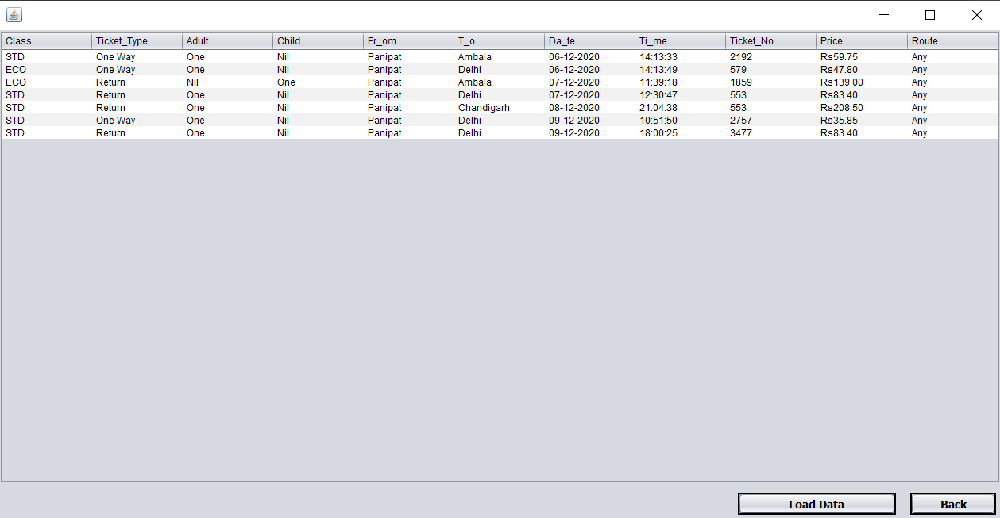 Class Ticket_Type Adult Child Fr_om T_o Da_te Ti_me Ticket_No Price Route
STD One Way One Nil Panipat Ambala 06-12-2020 14:13:33 2192 Rs59.75 Any
ECO One Way One Nil Panipat Delhi 06-12-2020 14:13:49 579 Rs47.80 Any
ECO Return Nil One Panipat Ambala 07-12-2020 11:39:18 1859 Rs139.00 Any
STD Return One Nil Panipat Delhi 07-12-2020 12:30:47 553 Rs83.40 Any
STD Return One Nil Panipat Chandigarh 08-12-2020 21:04:38 553 Rs208.50 Any
STD One Way One Nil Panipat Delhi 09-12-2020 10:51:50 2757 Rs35.85 Any
STD Return One Nil Panipat Delhi 09-12-2020 18:00:25 3477 Rs83.40 Any
Load Data Back